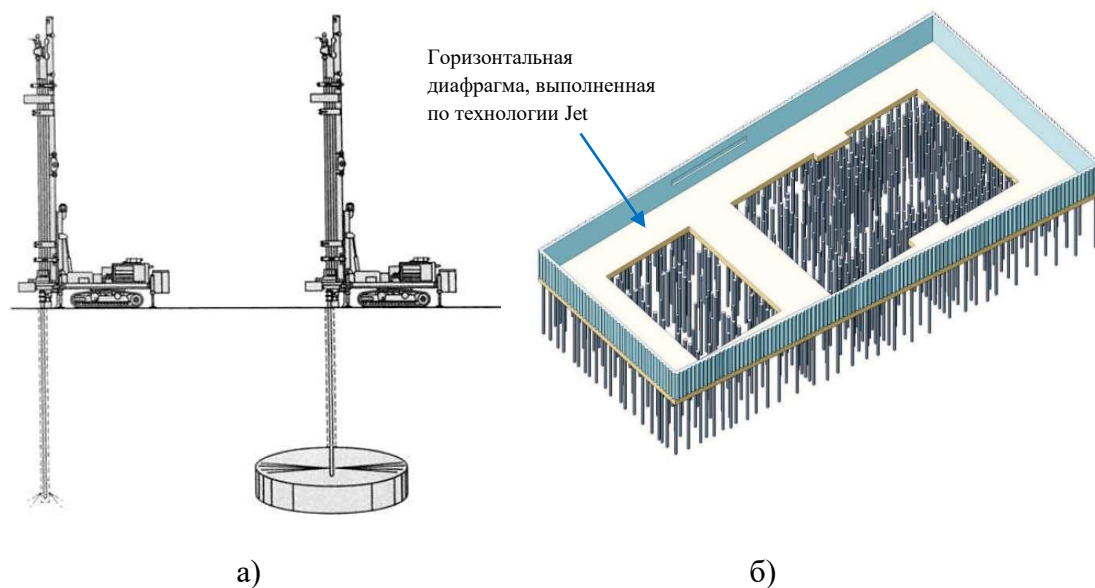 Горизонтальная
диафрагма, выполненная
по технологии Jet
а)
б)